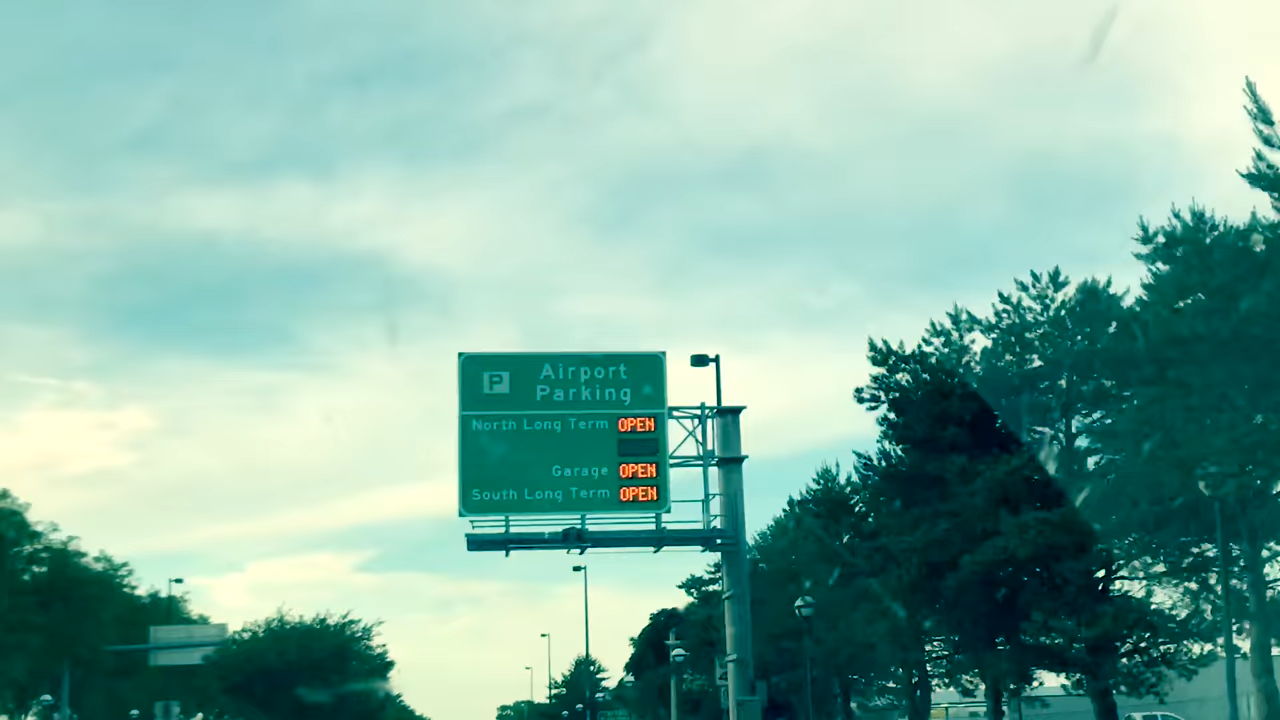 P
Airport
Parking
North Long Term OPEN
Garage OPEN
South Long Term OPEN